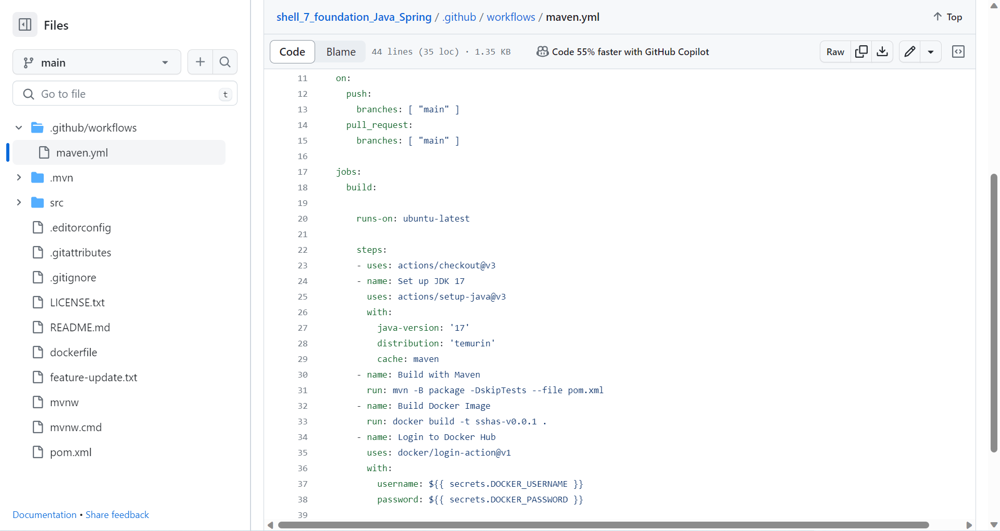 Files
main
Go to file
t
.github/workflows
maven.yml
.mvn
src
.editorconfig
.gitattributes
.gitignore
LICENSE.txt
README.md
dockerfile
feature-update.txt
mvnw
mvnw.cmd
pom.xml
Documentation • Share feedback
shell_7_foundation_Java_Spring / .github / workflows / maven.yml
Top
Code Blame 44 lines (35 loc) · 1.35 KB Code 55% faster with GitHub Copilot Raw
11 on:
12   push:
13     branches: [ "main" ]
14   pull_request:
15     branches: [ "main" ]
16
17 jobs:
18   build:
19
20     runs-on: ubuntu-latest
21
22     steps:
23     - uses: actions/checkout@v3
24     - name: Set up JDK 17
25       uses: actions/setup-java@v3
26       with:
27         java-version: '17'
28         distribution: 'temurin'
29         cache: maven
30     - name: Build with Maven
31       run: mvn -B package -DskipTests --file pom.xml
32     - name: Build Docker Image
33       run: docker build -t sshas-v0.0.1 .
34     - name: Login to Docker Hub
35       uses: docker/login-action@v1
36       with:
37         username: ${{ secrets.DOCKER_USERNAME }}
38         password: ${{ secrets.DOCKER_PASSWORD }}
39